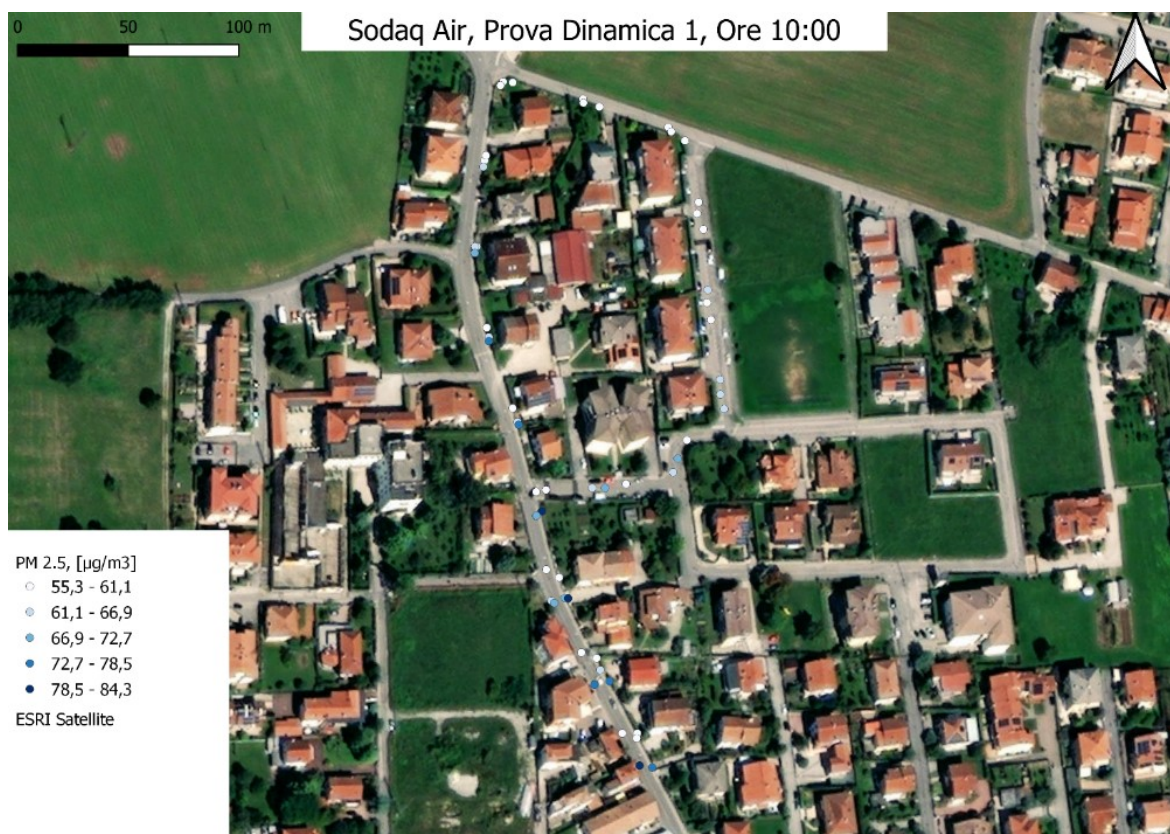 Sodaq Air, Prova Dinamica 1, Ore 10:00
0 50 100 m
PM 2.5, [µg/m3]
55,3 - 61,1
61,1 - 66,9
66,9 - 72,7
72,7 - 78,5
78,5 - 84,3
ESRI Satellite